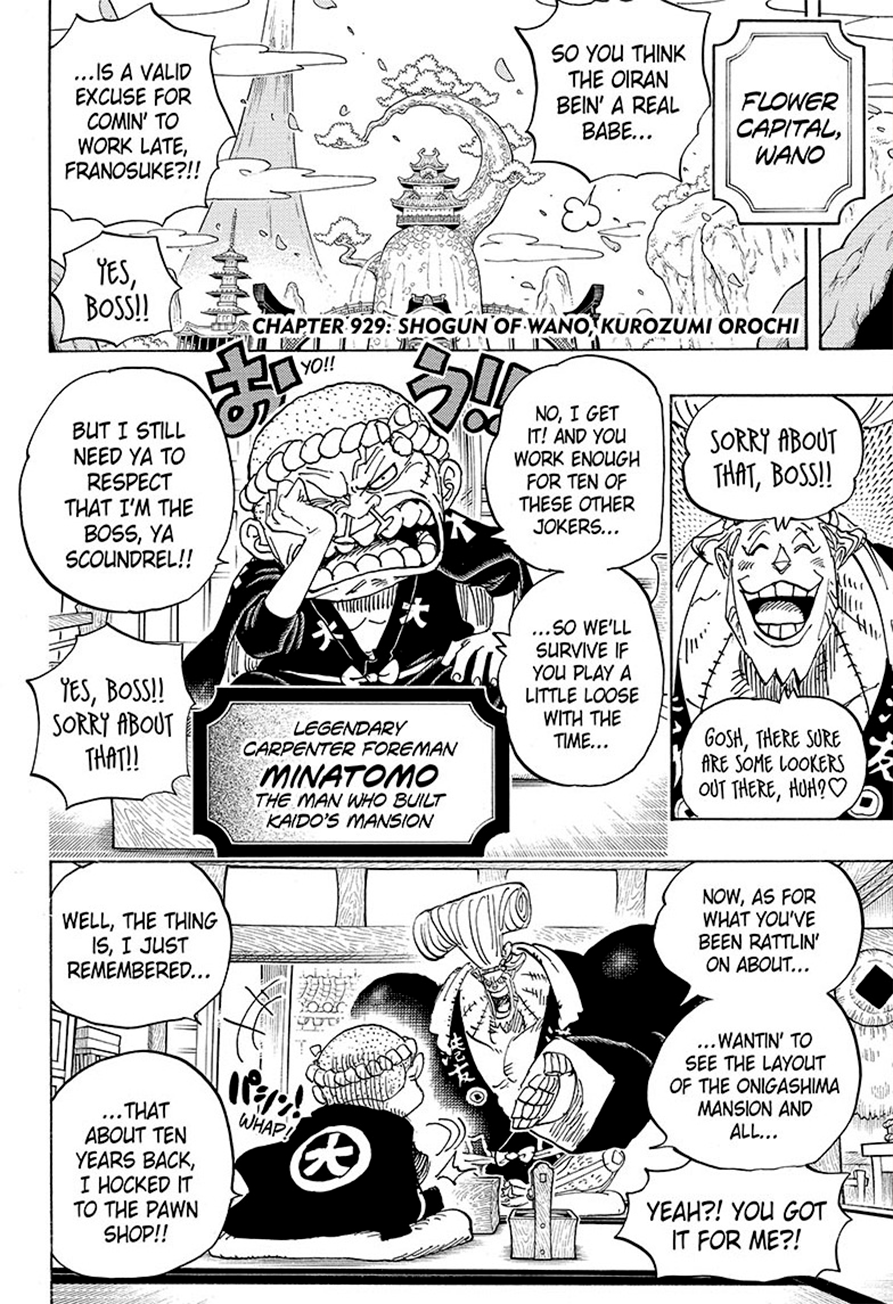 FLOWER
CAPITAL,
WANO
SO YOU THINK
THE OIRAN
BEIN' A REAL
BABE...
...IS A VALID
EXCUSE FOR
COMIN' TO
WORK LATE,
FRANOSUKE?!!
YES,
BOSS!!
CHAPTER 929: SHOGUN OF WANO, KUROZUMI OROCHI
SORRY ABOUT
THAT, BOSS!!
GOSH, THERE SURE
ARE SOME LOOKERS
OUT THERE, HUH?♡
NO, I GET
IT! AND YOU
WORK ENOUGH
FOR TEN OF
THESE OTHER
JOKERS...
...SO WE'LL
SURVIVE IF
YOU PLAY A
LITTLE LOOSE
WITH THE
TIME...
おう!!
YO!!
大
BUT I STILL
NEED YA TO
RESPECT
THAT I'M THE
BOSS, YA
SCOUNDREL!!
YES, BOSS!!
SORRY ABOUT
THAT!!
LEGENDARY
CARPENTER FOREMAN
MINATOMO
THE MAN WHO BUILT
KAIDO'S MANSION
NOW, AS FOR
WHAT YOU'VE
BEEN RATTLIN'
ON ABOUT...
...WANTIN' TO
SEE THE LAYOUT
OF THE ONIGASHIMA
MANSION AND
ALL...
YEAH?! YOU GOT
IT FOR ME?!
WELL, THE THING
IS, I JUST
REMEMBERED...
パシン!
WHAP!
大
...THAT
ABOUT TEN
YEARS BACK,
I HOCKED IT
TO THE PAWN
SHOP!!